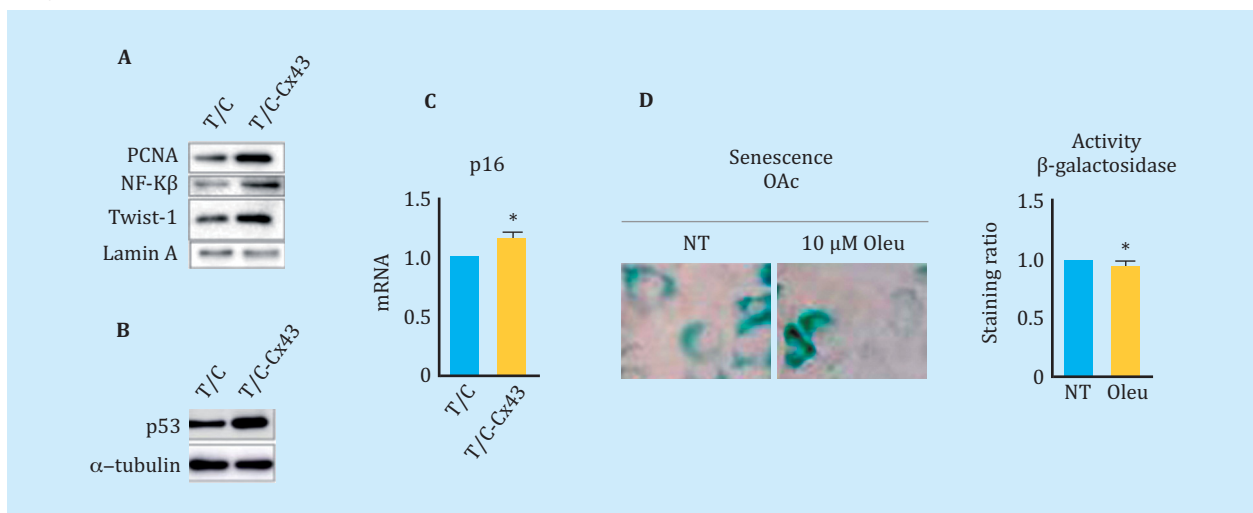 A
T/C
T/C-Cx43
PCNA
NF-Kβ
Twist-1
Lamin A
B
T/C
T/C-Cx43
p53
α–tubulin
C
p16
1.5
1.0
0.5
0
mRNA
*
T/C
T/C-Cx43
D
Senescence
OAc
NT
10 μM Oleu
Activity
β-galactosidase
1.5
1.0
0.5
0
Staining ratio
*
NT
Oleu